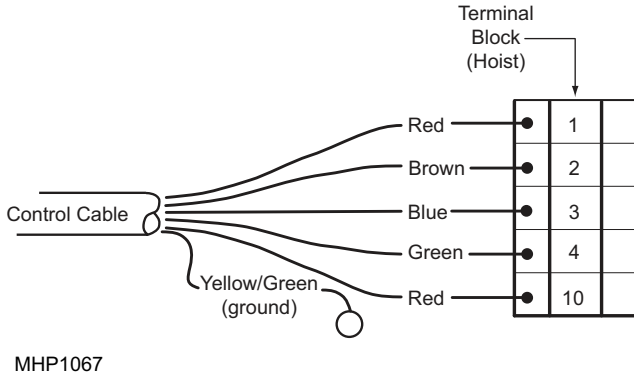 Terminal
Block
(Hoist)
Red
1
Brown
2
Control Cable
Blue
3
Green
4
Yellow/Green
(ground)
Red
10
MHP1067